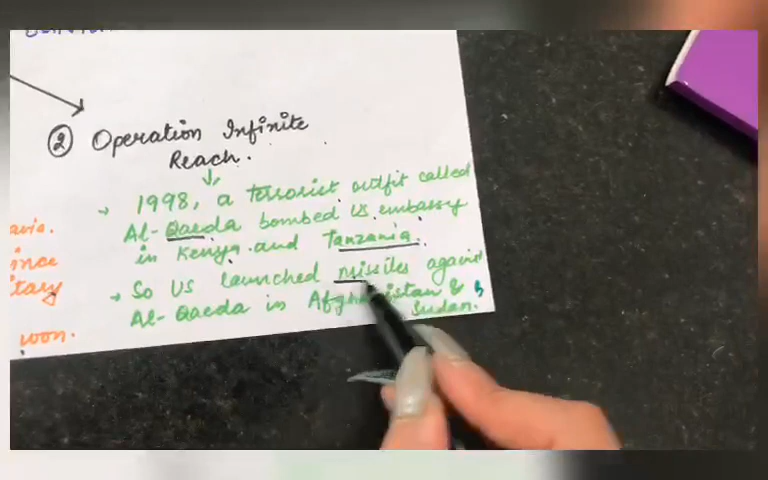 ② Operation Infinite
Reach.
1998, a terrorist outfit called
Al-Qaeda bombed US embassy
in Kenya and Tanzania.
So US launched missiles against
Al-Qaeda in Afghanistan &
Sudan.
woon.